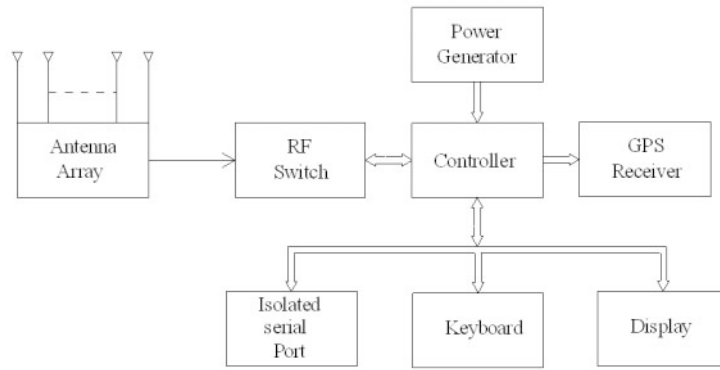 Power
Generator
Antenna
Array
RF
Switch
Controller
GPS
Receiver
Isolated
serial
Port
Keyboard
Display